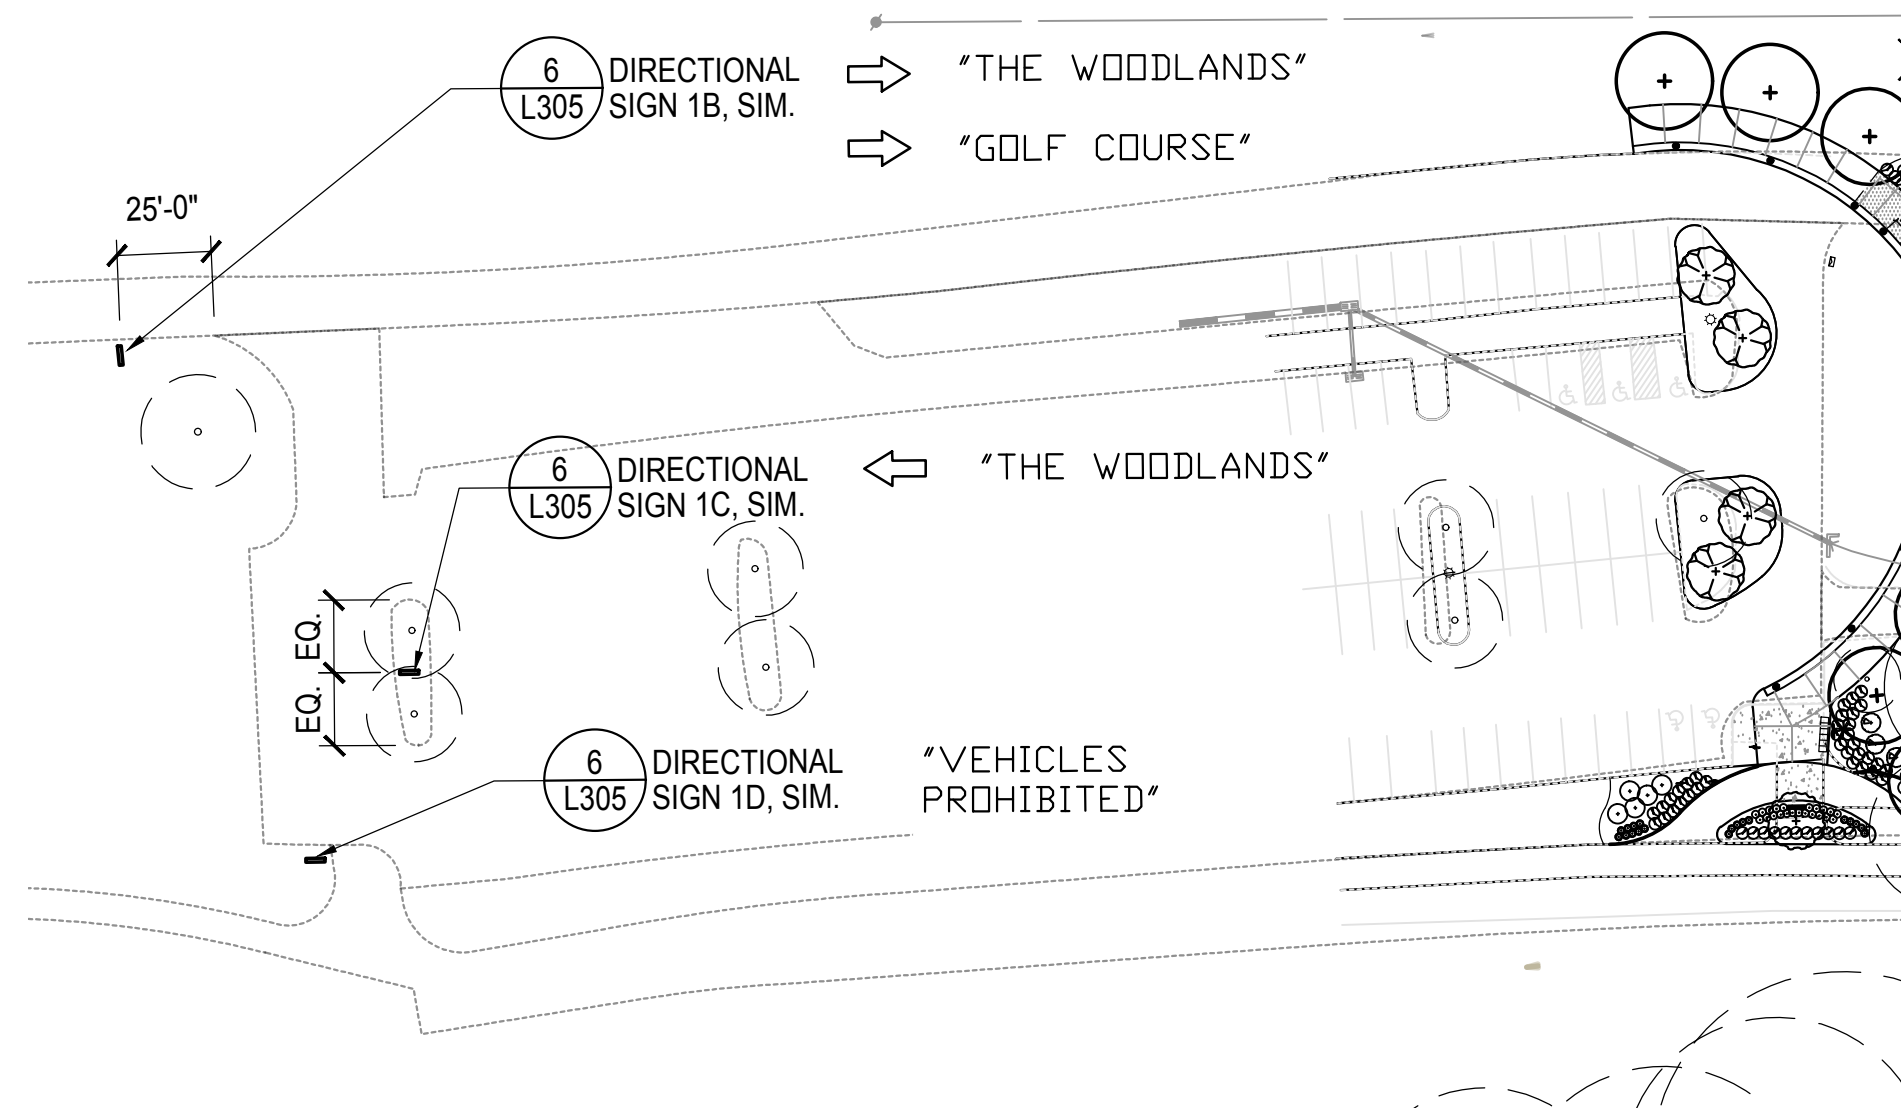 6
L305
DIRECTIONAL
SIGN 1B, SIM.
"THE WOODLANDS"
"GOLF COURSE"
25'-0"
6
L305
DIRECTIONAL
SIGN 1C, SIM.
"THE WOODLANDS"
EQ.
EQ.
6
L305
DIRECTIONAL
SIGN 1D, SIM.
"VEHICLES
PROHIBITED"